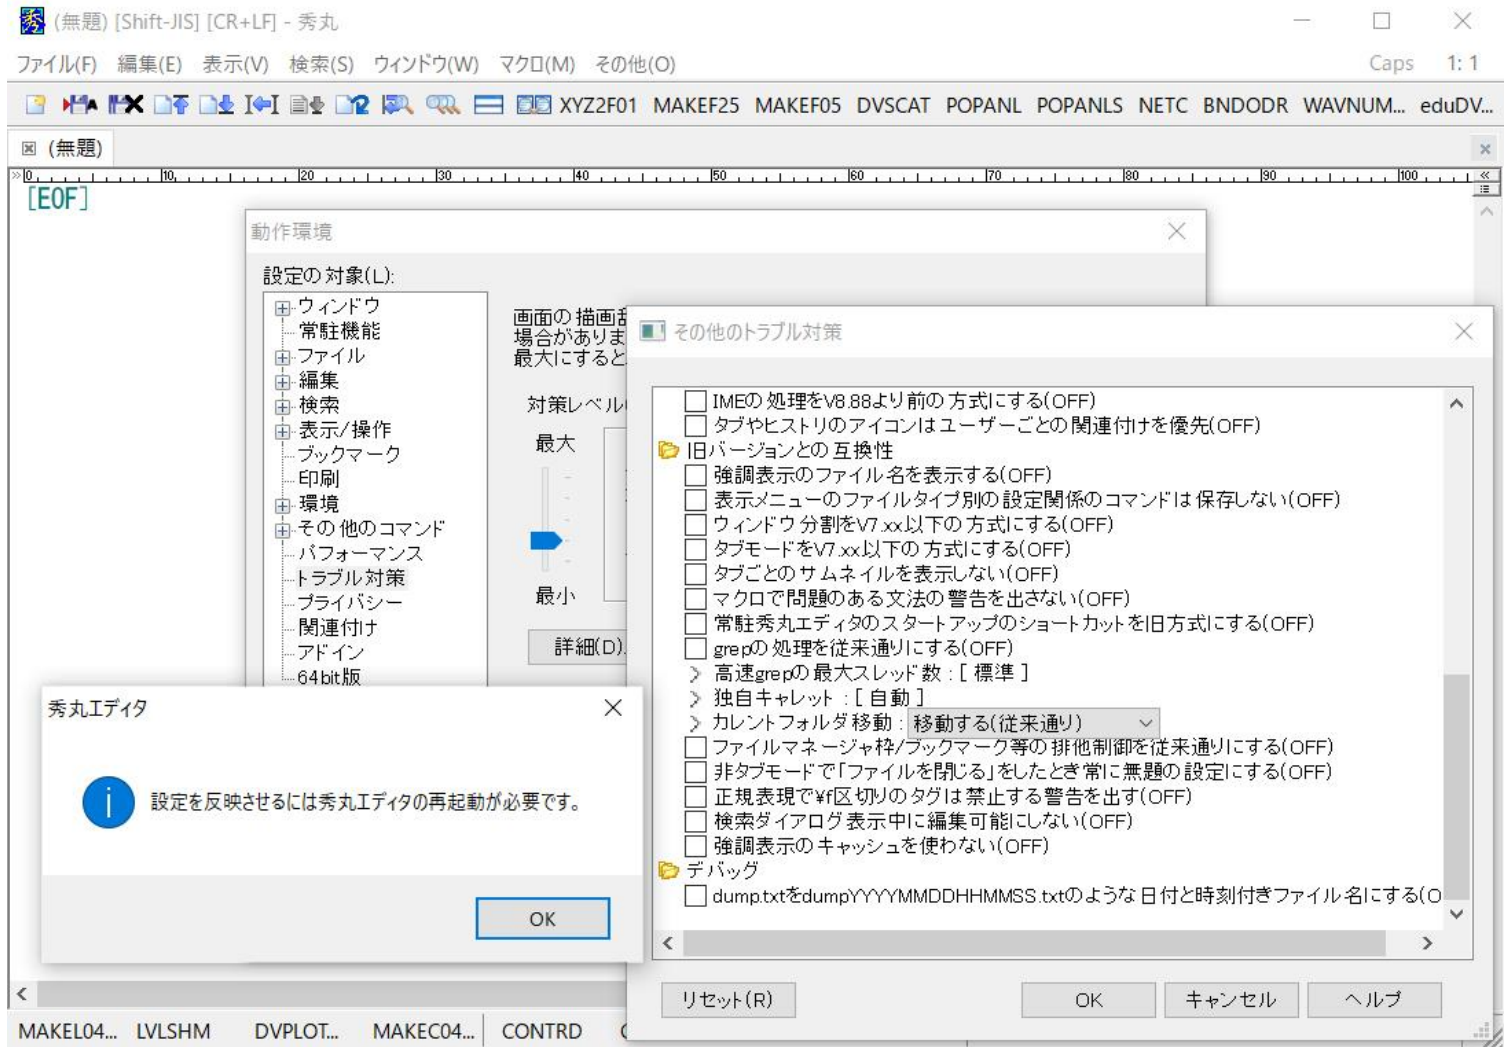 (無題) [Shift-JIS] [CR+LF] - 秀丸
ファイル(F) 編集(E) 表示(V) 検索(S) ウィンドウ(W) マクロ(M) その他(O) Caps 1: 1
XYZ2F01 MAKEF25 MAKEF05 DVSCAT POPANL POPANLS NETC BNDODR WAVNUM... eduDV...
(無題)
0 10 20 30 40 50 60 70 80 90 100
[EOF]
動作環境
設定の対象(L):
ウィンドウ
常駐機能
ファイル
編集
検索
表示/操作
ブックマーク
印刷
環境
その他のコマンド
パフォーマンス
トラブル対策
プライバシー
関連付け
アドイン
64bit版
画面の描画
場合がありま
最大にすると
対策レベル
最大
最小
詳細(D)
その他のトラブル対策
IMEの処理をV8.88より前の方式にする(OFF)
タブやヒストリのアイコンはユーザーごとの関連付けを優先(OFF)
旧バージョンとの互換性
強調表示のファイル名を表示する(OFF)
表示メニューのファイルタイプ別の設定関係のコマンドは保存しない(OFF)
ウィンドウ分割をV7.xx以下の方式にする(OFF)
タブモードをV7.xx以下の方式にする(OFF)
タブごとのサムネイルを表示しない(OFF)
マクロで問題のある文法の警告を出さない(OFF)
常駐秀丸エディタのスタートアップのショートカットを旧方式にする(OFF)
grepの処理を従来通りにする(OFF)
高速grepの最大スレッド数 : [ 標準 ]
独自キャレット : [ 自動 ]
カレントフォルダ移動 : 移動する(従来通り)
ファイルマネージャ枠/ブックマーク等の排他制御を従来通りにする(OFF)
非タブモードで「ファイルを閉じる」をしたとき常に無題の設定にする(OFF)
正規表現で¥f区切りのタグは禁止する警告を出す(OFF)
検索ダイアログ表示中に編集可能にしない(OFF)
強調表示のキャッシュを使わない(OFF)
デバッグ
dump.txtをdumpYYYYMMDDHHMMSS.txtのような日付と時刻付きファイル名にする(O
リセット(R) OK キャンセル ヘルプ
秀丸エディタ
設定を反映させるには秀丸エディタの再起動が必要です。
OK
MAKEL04... LVLSHM DVPLOT... MAKEC04... CONTRD